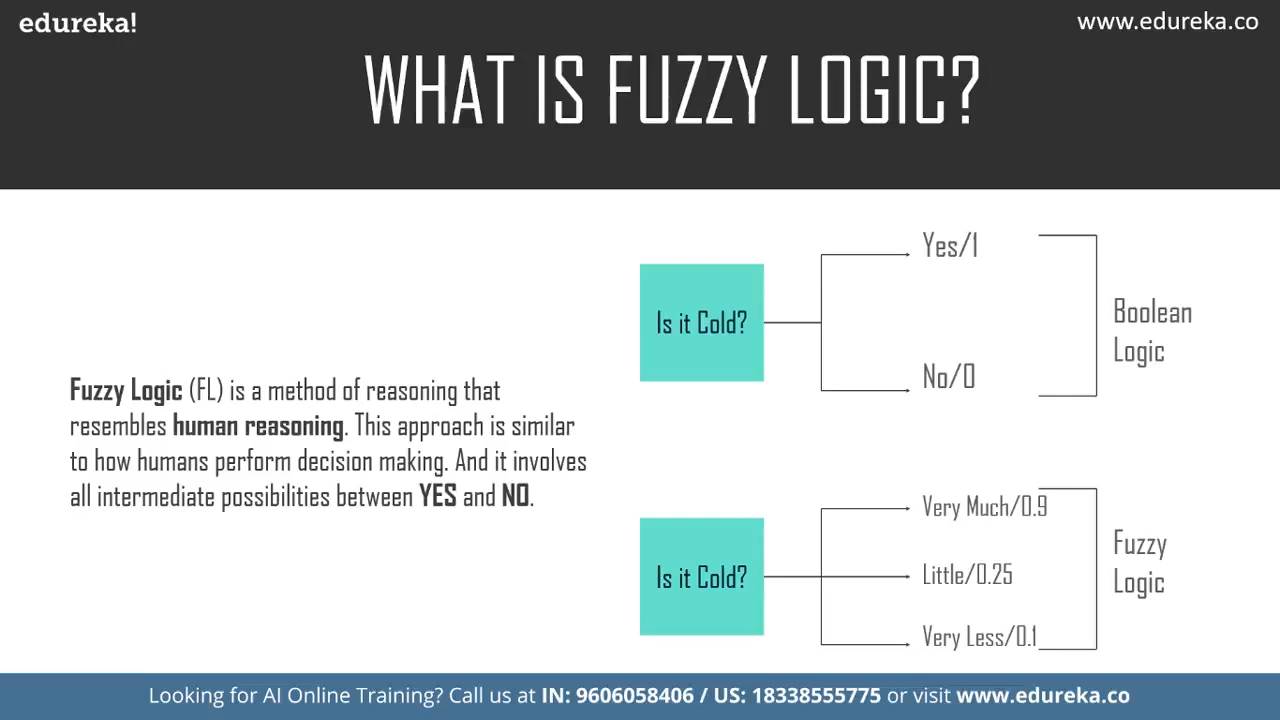 edureka!
www.edureka.co
WHAT IS FUZZY LOGIC?
Fuzzy Logic (FL) is a method of reasoning that
resembles human reasoning. This approach is similar
to how humans perform decision making. And it involves
all intermediate possibilities between YES and NO.
Is it Cold?
Yes/1
No/0
Boolean
Logic
Is it Cold?
Very Much/0.9
Little/0.25
Very Less/0.1
Fuzzy
Logic
Looking for AI Online Training? Call us at IN: 9606058406 / US: 18338555775 or visit www.edureka.co